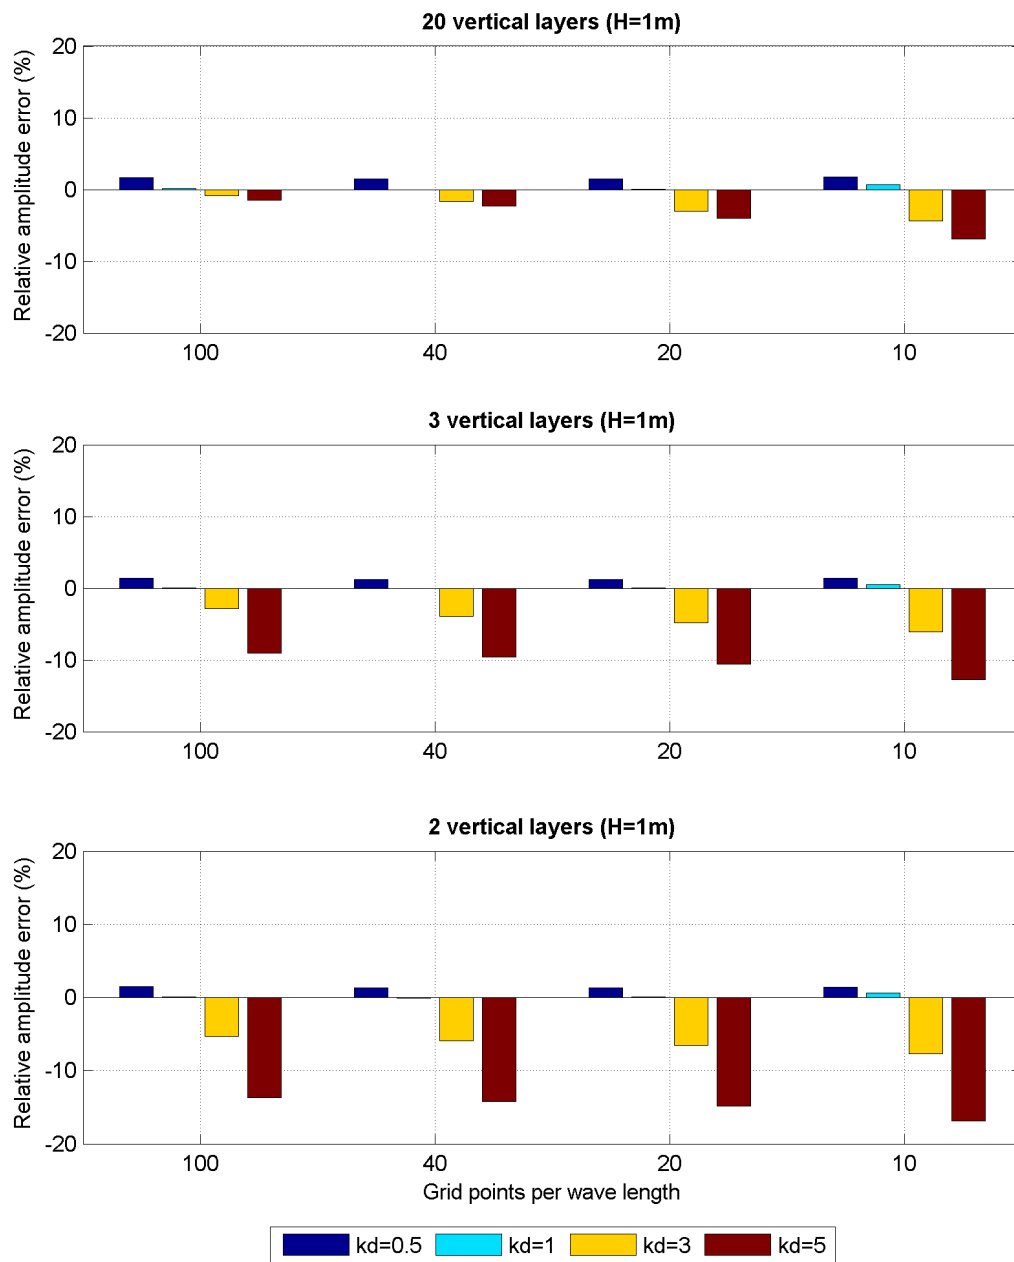 20 vertical layers (H=1m)
Relative amplitude error (%)
20
10
0
-10
-20
100 40 20 10
3 vertical layers (H=1m)
Relative amplitude error (%)
20
10
0
-10
-20
100 40 20 10
2 vertical layers (H=1m)
Relative amplitude error (%)
20
10
0
-10
-20
100 40 20 10
Grid points per wave length
kd=0.5 kd=1 kd=3 kd=5